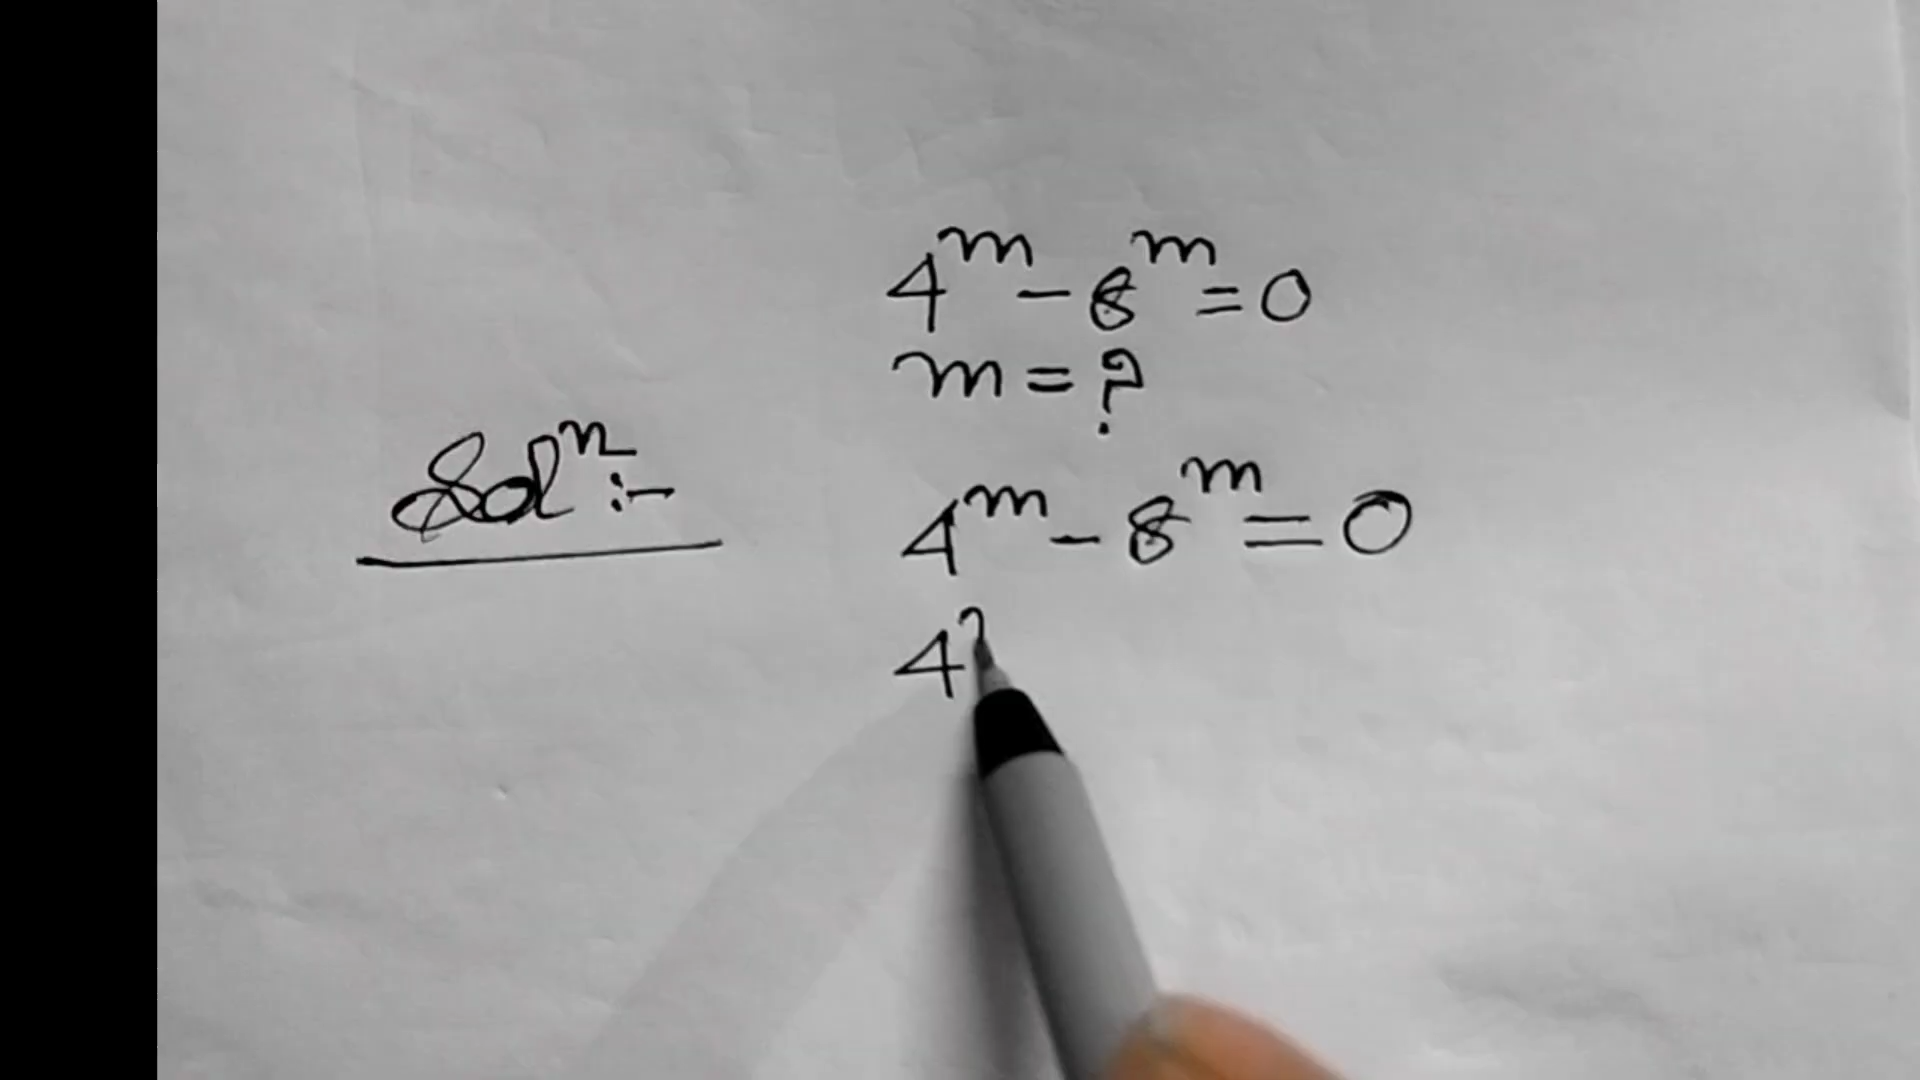 4^m - 8^m = 0
m = ?
Sol^n :-
4^m - 8^m = 0
4